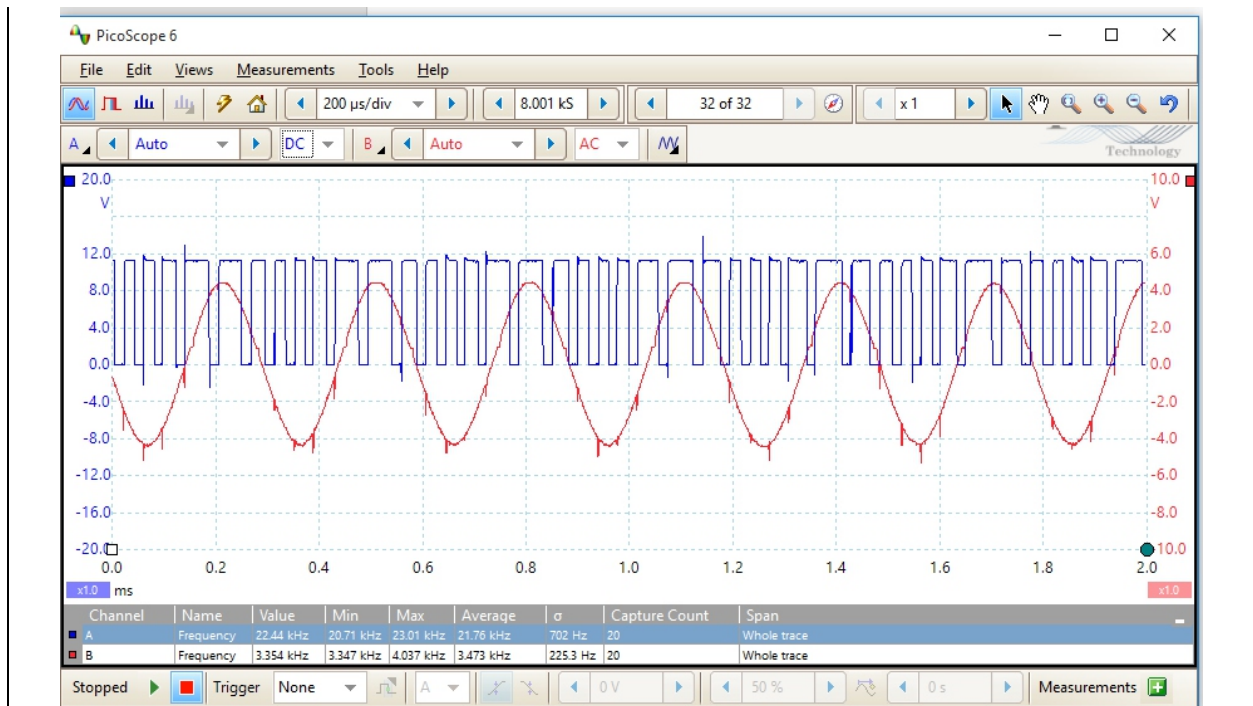 PicoScope 6
File Edit Views Measurements Tools Help
200 µs/div 8.001 kS 32 of 32 x 1
A Auto DC B Auto AC
Technology
20.0 10.0
V V
12.0 6.0
8.0 4.0
4.0 2.0
0.0 0.0
-4.0 -2.0
-8.0 -4.0
-12.0 -6.0
-16.0 -8.0
-20.0 10.0
0.0 0.2 0.4 0.6 0.8 1.0 1.2 1.4 1.6 1.8 2.0
x1.0 ms x1.0
Channel Name Value Min Max Average σ Capture Count Span
A Frequency 22.44 kHz 20.71 kHz 23.01 kHz 21.76 kHz 702 Hz 20 Whole trace
B Frequency 3.354 kHz 3.347 kHz 4.037 kHz 3.473 kHz 225.3 Hz 20 Whole trace
Stopped Trigger None A 0 V 50 % 0 s Measurements